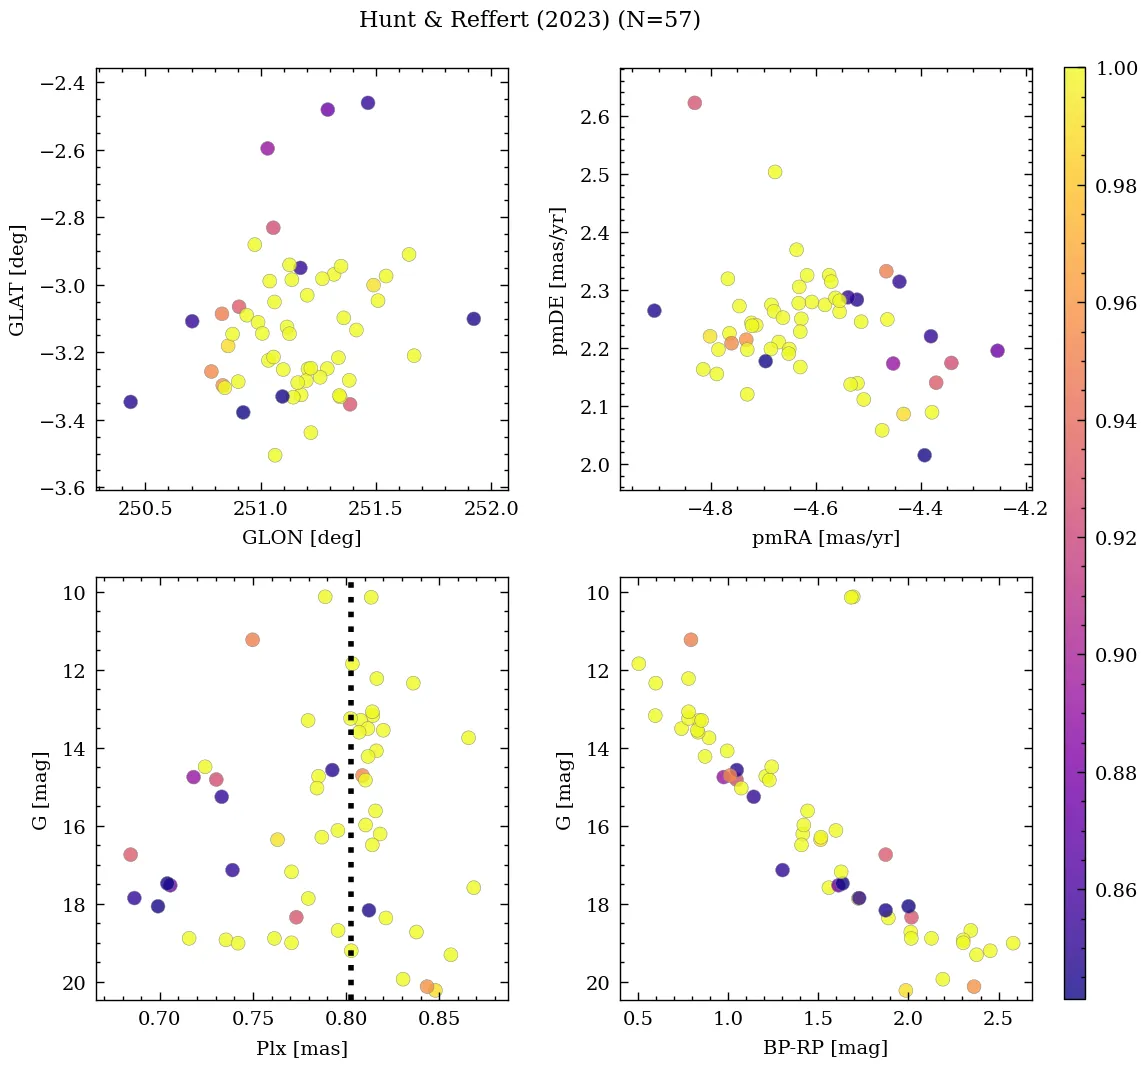 Hunt & Reffert (2023) (N=57)
−2.4
−2.6
−2.8
−3.0
−3.2
−3.4
−3.6
GLAT [deg]
250.5 251.0 251.5 252.0
GLON [deg]
2.6
2.5
2.4
2.3
2.2
2.1
2.0
pmDE [mas/yr]
−4.8 −4.6 −4.4 −4.2
pmRA [mas/yr]
10
12
14
16
18
20
G [mag]
0.70 0.75 0.80 0.85
Plx [mas]
10
12
14
16
18
20
G [mag]
0.5 1.0 1.5 2.0 2.5
BP-RP [mag]
1.00
0.98
0.96
0.94
0.92
0.90
0.88
0.86